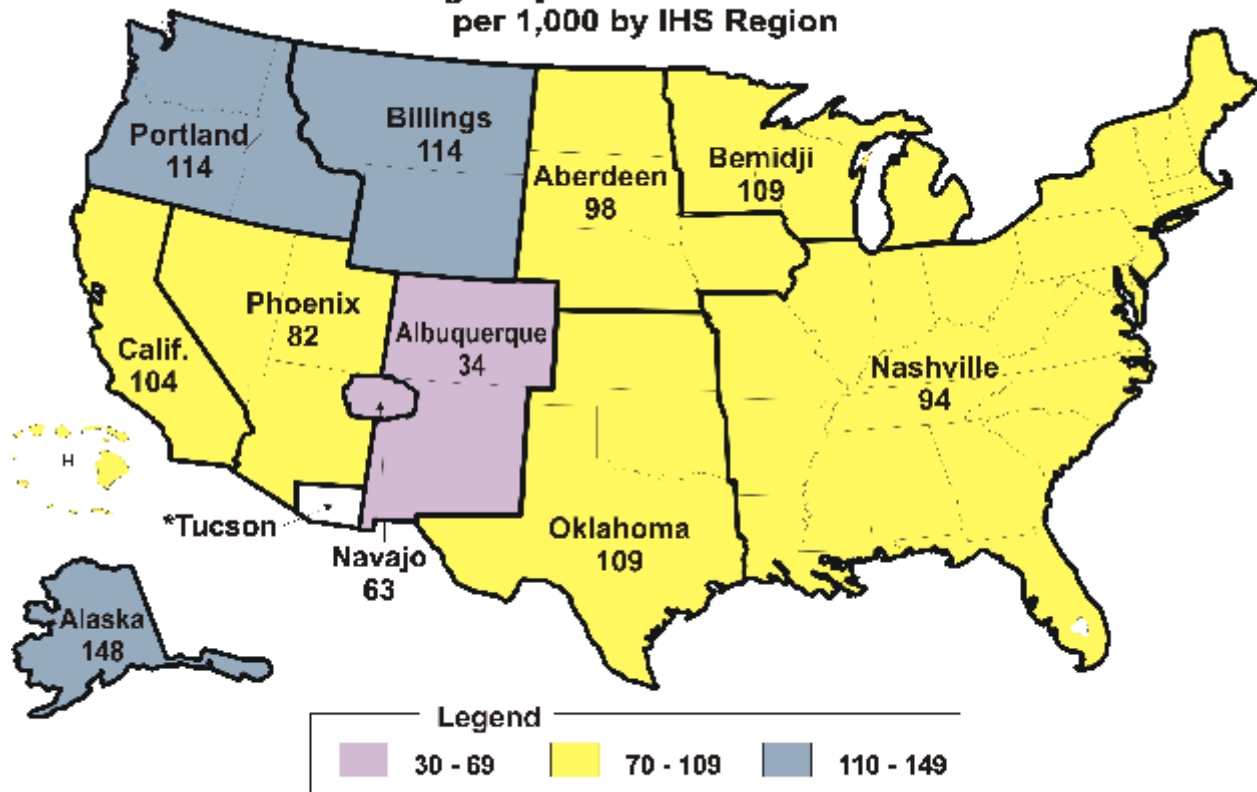 per 1,000 by IHS Region
Portland
114
Billings
114
Aberdeen
98
Bemidji
109
Phoenix
82
Albuquerque
34
Calif.
104
Nashville
94
H
*Tucson
Navajo
63
Oklahoma
109
Alaska
148
Legend
30 - 69
70 - 109
110 - 149